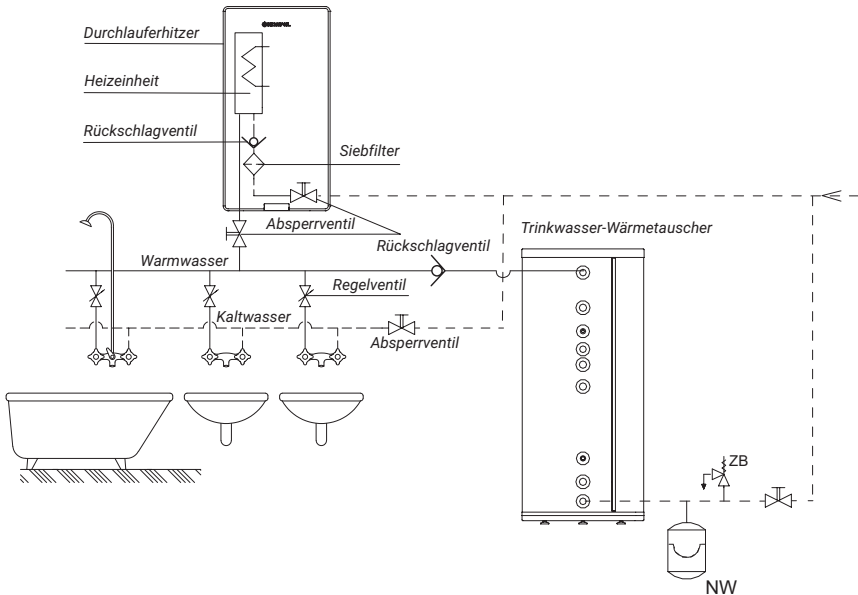 Durchlauferhitzer
Heizeinheit
Rückschlagventil
Siebfilter
Absperrventil
Rückschlagventil
Trinkwasser-Wärmetauscher
Warmwasser
Regelventil
Kaltwasser
Absperrventil
ZB
NW